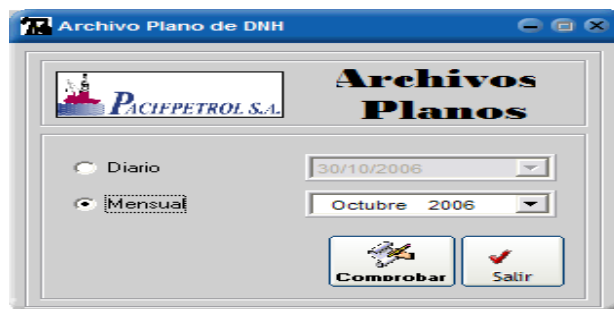 Archivo Plano de DNH
PACIFPETROL S.A.
Archivos
Planos
Diario
30/10/2006
Mensual
Octubre 2006
Comprobar
Salir